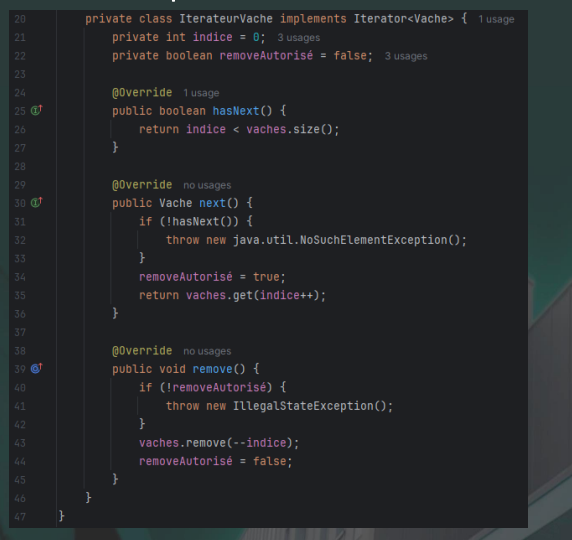 20 private class IterateurVache implements Iterator<Vache> { 1 usage
21 private int indice = 0; 3 usages
22 private boolean removeAutorisé = false; 3 usages
23
24 @Override 1 usage
25 public boolean hasNext() {
26 return indice < vaches.size();
27 }
28
29 @Override no usages
30 public Vache next() {
31 if (!hasNext()) {
32 throw new java.util.NoSuchElementException();
33 }
34 removeAutorisé = true;
35 return vaches.get(indice++);
36 }
37
38 @Override no usages
39 public void remove() {
40 if (!removeAutorisé) {
41 throw new IllegalStateException();
42 }
43 vaches.remove(--indice);
44 removeAutorisé = false;
45 }
46 }
47 }